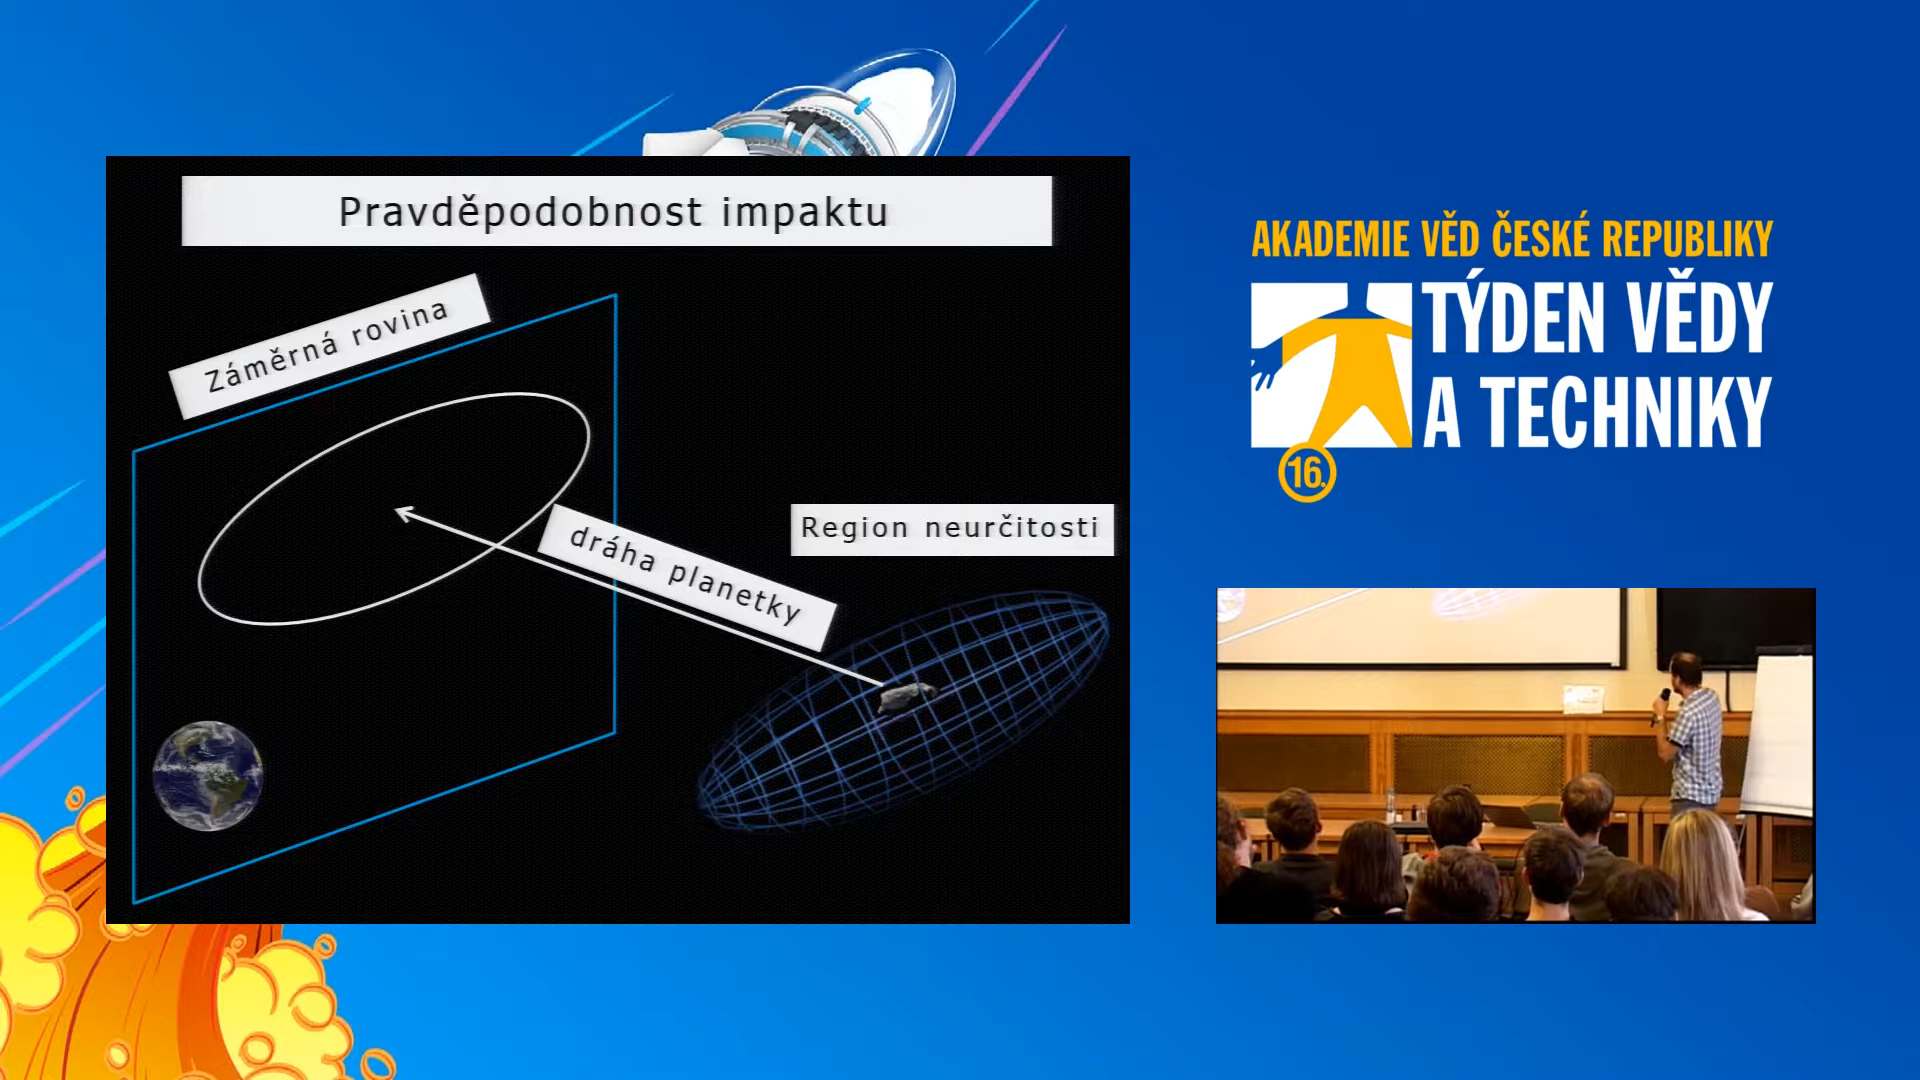 Pravděpodobnost impaktu
Záměrná rovina
dráha planetky
Region neurčitosti
AKADEMIE VĚD ČESKÉ REPUBLIKY
TÝDEN VĚDY
A TECHNIKY
16.